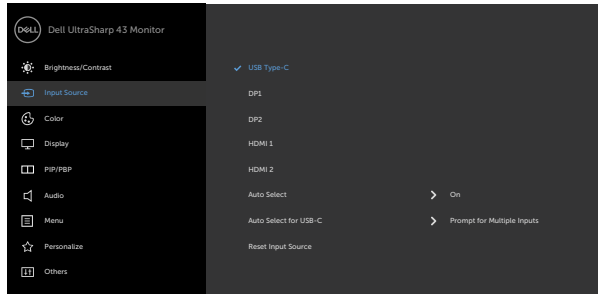 DELL Dell UltraSharp 43 Monitor
Brightness/Contrast
Input Source
Color
Display
PIP/PBP
Audio
Menu
Personalize
Others
USB Type-C
DP1
DP2
HDMI 1
HDMI 2
Auto Select On
Auto Select for USB-C Prompt for Multiple Inputs
Reset Input Source